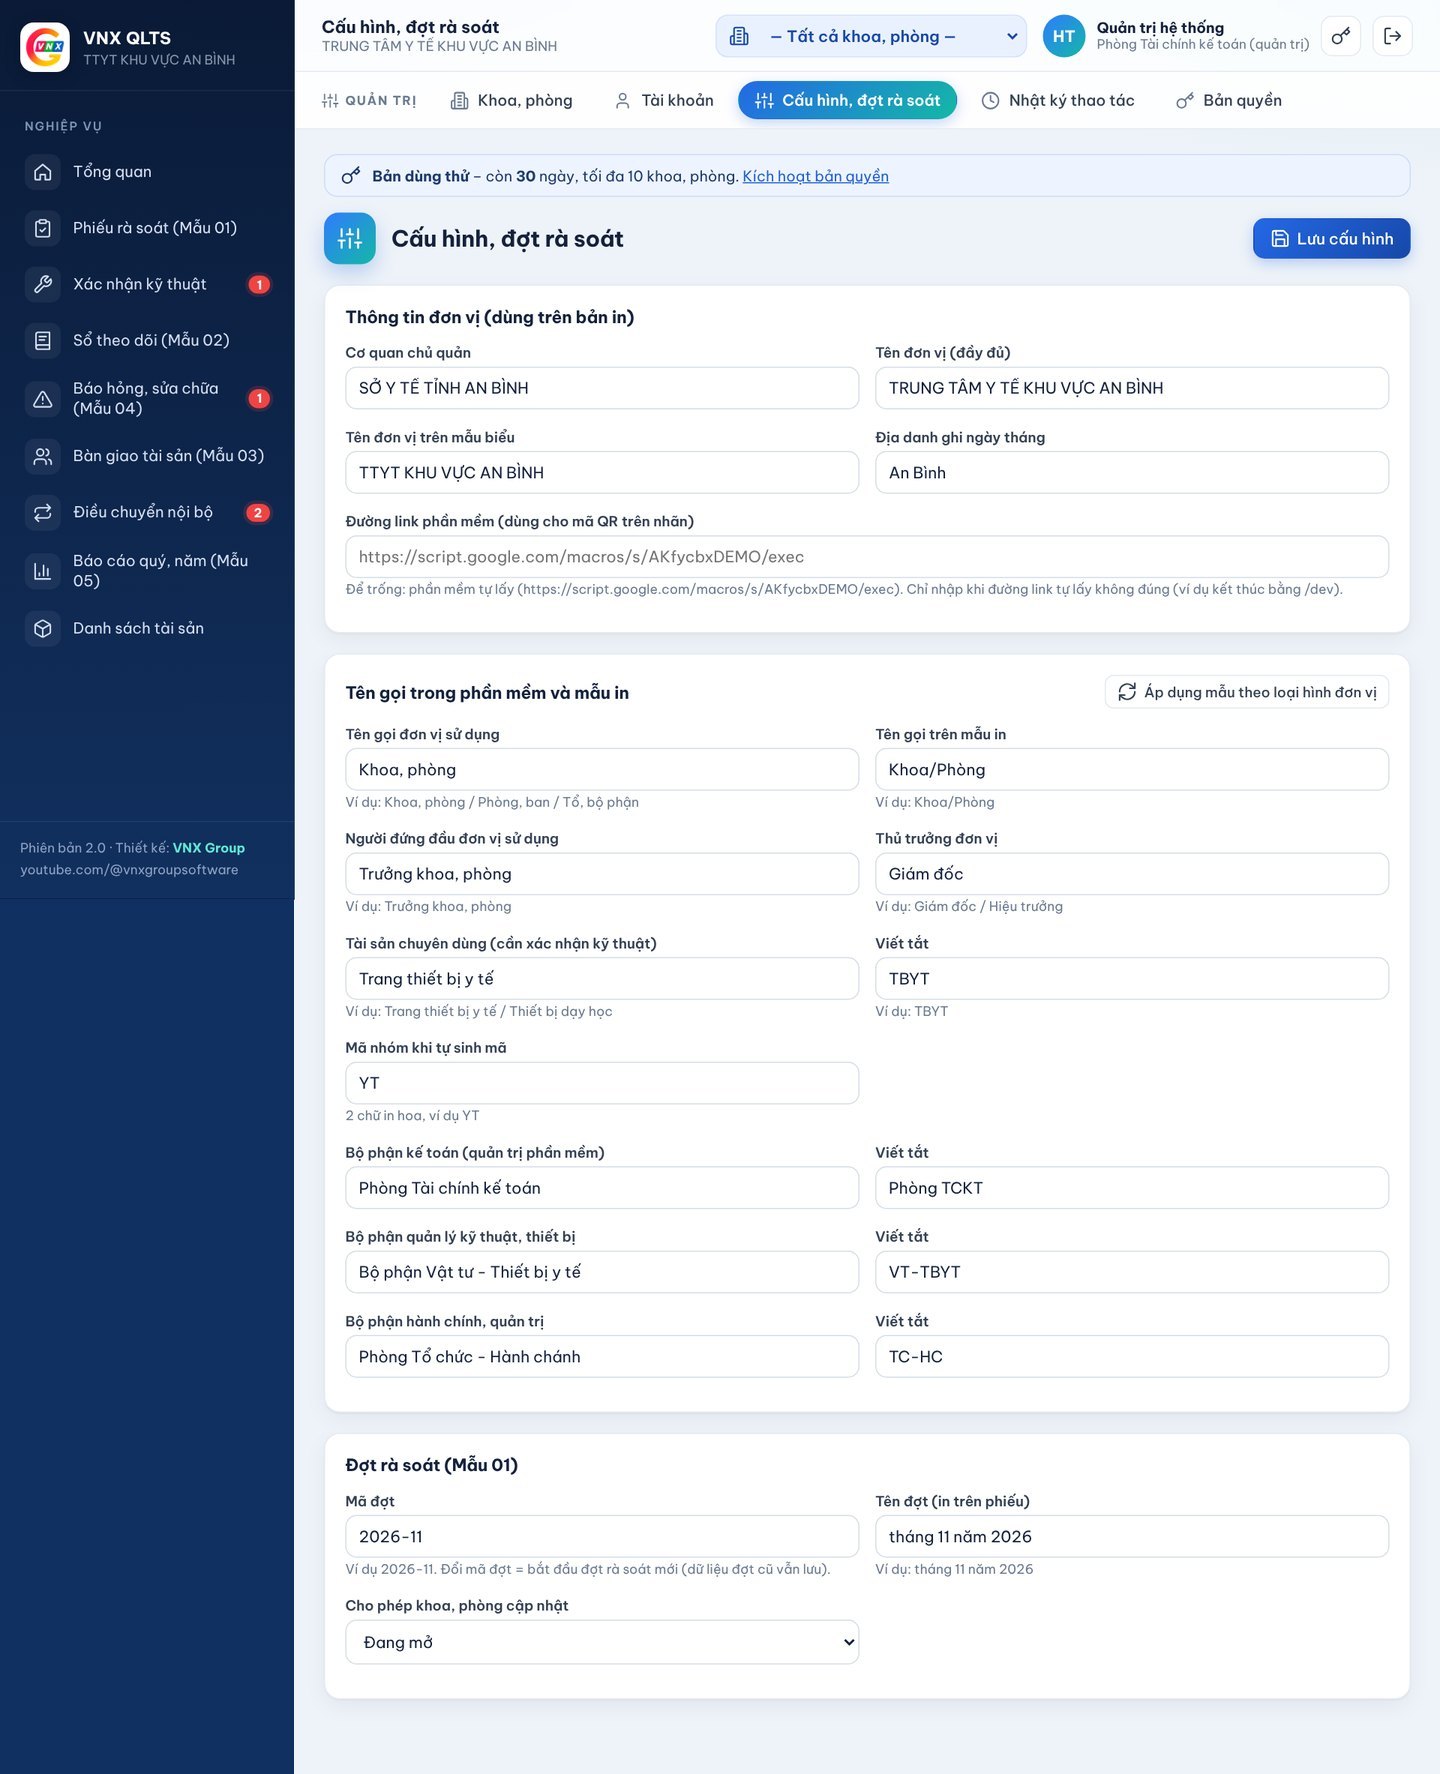 VNX QLTS
TTYT KHU VỰC AN BÌNH
NGHIỆP VỤ
Tổng quan
Phiếu rà soát (Mẫu 01)
Xác nhận kỹ thuật
1
Sổ theo dõi (Mẫu 02)
Báo hỏng, sửa chữa
(Mẫu 04)
1
Bàn giao tài sản (Mẫu 03)
Điều chuyển nội bộ
2
Báo cáo quý, năm (Mẫu
05)
Danh sách tài sản
Phiên bản 2.0 · Thiết kế: VNX Group
youtube.com/@vnxgroupsoftware
Cấu hình, đợt rà soát
TRUNG TÂM Y TẾ KHU VỰC AN BÌNH
— Tất cả khoa, phòng —
HT
Quản trị hệ thống
Phòng Tài chính kế toán (quản trị)
QUẢN TRỊ
Khoa, phòng
Tài khoản
Cấu hình, đợt rà soát
Nhật ký thao tác
Bản quyền
Bản dùng thử – còn 30 ngày, tối đa 10 khoa, phòng. Kích hoạt bản quyền
Cấu hình, đợt rà soát
Lưu cấu hình
Thông tin đơn vị (dùng trên bản in)
Cơ quan chủ quản
Tên đơn vị (đầy đủ)
SỞ Y TẾ TỈNH AN BÌNH
TRUNG TÂM Y TẾ KHU VỰC AN BÌNH
Tên đơn vị trên mẫu biểu
Địa danh ghi ngày tháng
TTYT KHU VỰC AN BÌNH
An Bình
Đường link phần mềm (dùng cho mã QR trên nhãn)
https://script.google.com/macros/s/AKfycbxDEMO/exec
Để trống: phần mềm tự lấy (https://script.google.com/macros/s/AKfycbxDEMO/exec). Chỉ nhập khi đường link tự lấy không đúng (ví dụ kết thúc bằng /dev).
Tên gọi trong phần mềm và mẫu in
Áp dụng mẫu theo loại hình đơn vị
Tên gọi đơn vị sử dụng
Tên gọi trên mẫu in
Khoa, phòng
Khoa/Phòng
Ví dụ: Khoa, phòng / Phòng, ban / Tổ, bộ phận
Ví dụ: Khoa/Phòng
Người đứng đầu đơn vị sử dụng
Thủ trưởng đơn vị
Trưởng khoa, phòng
Giám đốc
Ví dụ: Trưởng khoa, phòng
Ví dụ: Giám đốc / Hiệu trưởng
Tài sản chuyên dùng (cần xác nhận kỹ thuật)
Viết tắt
Trang thiết bị y tế
TBYT
Ví dụ: Trang thiết bị y tế / Thiết bị dạy học
Ví dụ: TBYT
Mã nhóm khi tự sinh mã
YT
2 chữ in hoa, ví dụ YT
Bộ phận kế toán (quản trị phần mềm)
Viết tắt
Phòng Tài chính kế toán
Phòng TCKT
Bộ phận quản lý kỹ thuật, thiết bị
Viết tắt
Bộ phận Vật tư - Thiết bị y tế
VT-TBYT
Bộ phận hành chính, quản trị
Viết tắt
Phòng Tổ chức - Hành chánh
TC-HC
Đợt rà soát (Mẫu 01)
Mã đợt
Tên đợt (in trên phiếu)
2026-11
tháng 11 năm 2026
Ví dụ 2026-11. Đổi mã đợt = bắt đầu đợt rà soát mới (dữ liệu đợt cũ vẫn lưu).
Ví dụ: tháng 11 năm 2026
Cho phép khoa, phòng cập nhật
Đang mở